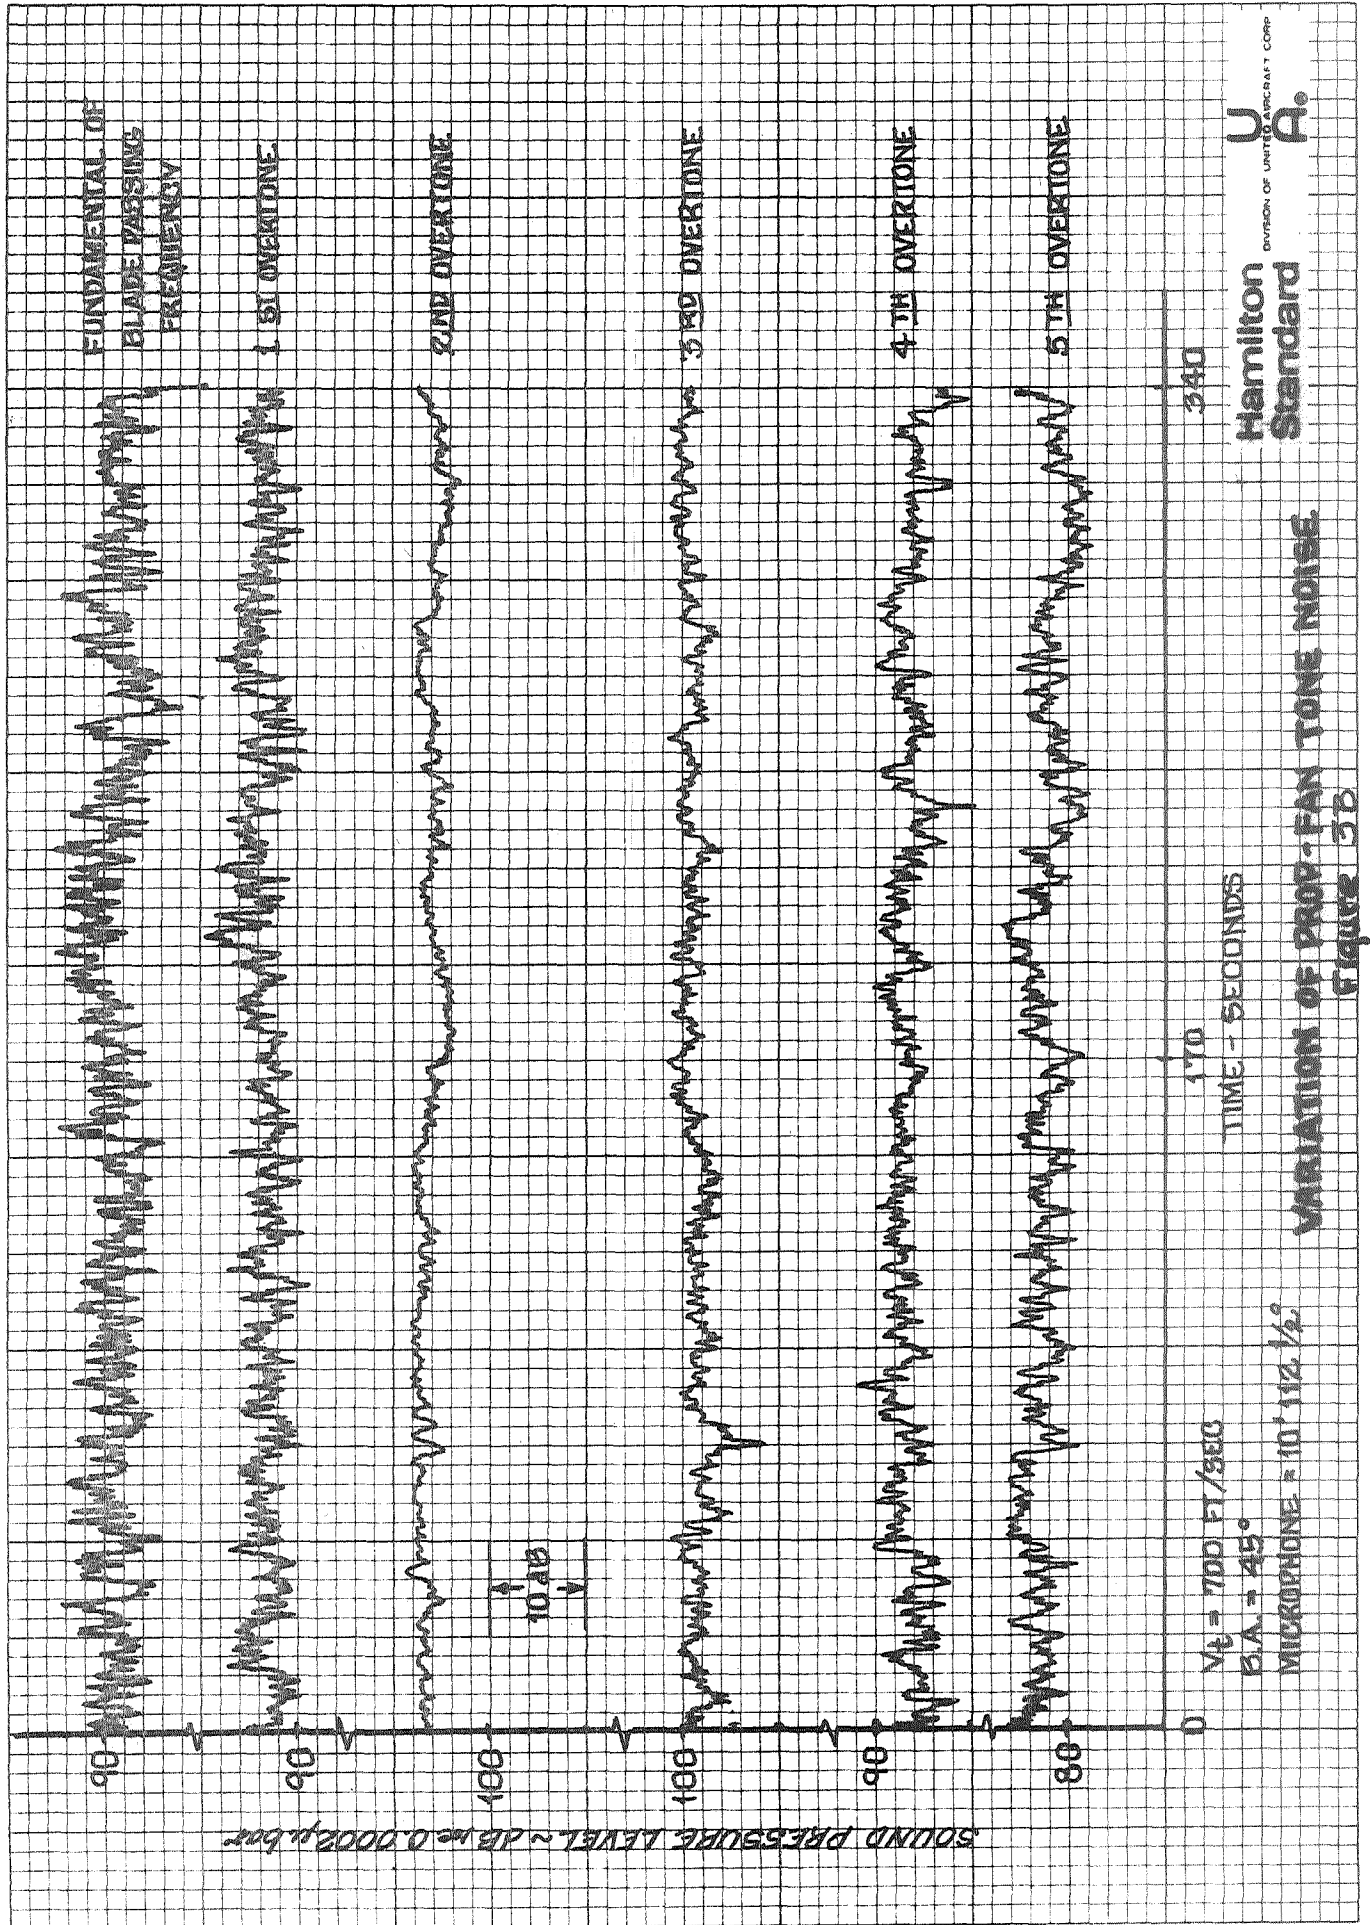 FUNDAMENTAL OF
BLADE PASSING
FREQUENCY
1 ST OVERTONE
2ND OVERTONE
3 RD OVERTONE
4 TH OVERTONE
5 TH OVERTONE
SOUND PRESSURE LEVEL ~ dB re 0.0002 μ bar
90
90
100
100
90
80
10 dB
0
170
340
TIME - SECONDS
Vt = 700 FT/SEC
B.A. = 45°
MICROPHONE = 10' 112 1/2°
Hamilton
Standard
DIVISION OF UNITED AIRCRAFT CORP
U
A®
VARIATION OF PROP-FAN TONE NOISE
FIGURE 3B